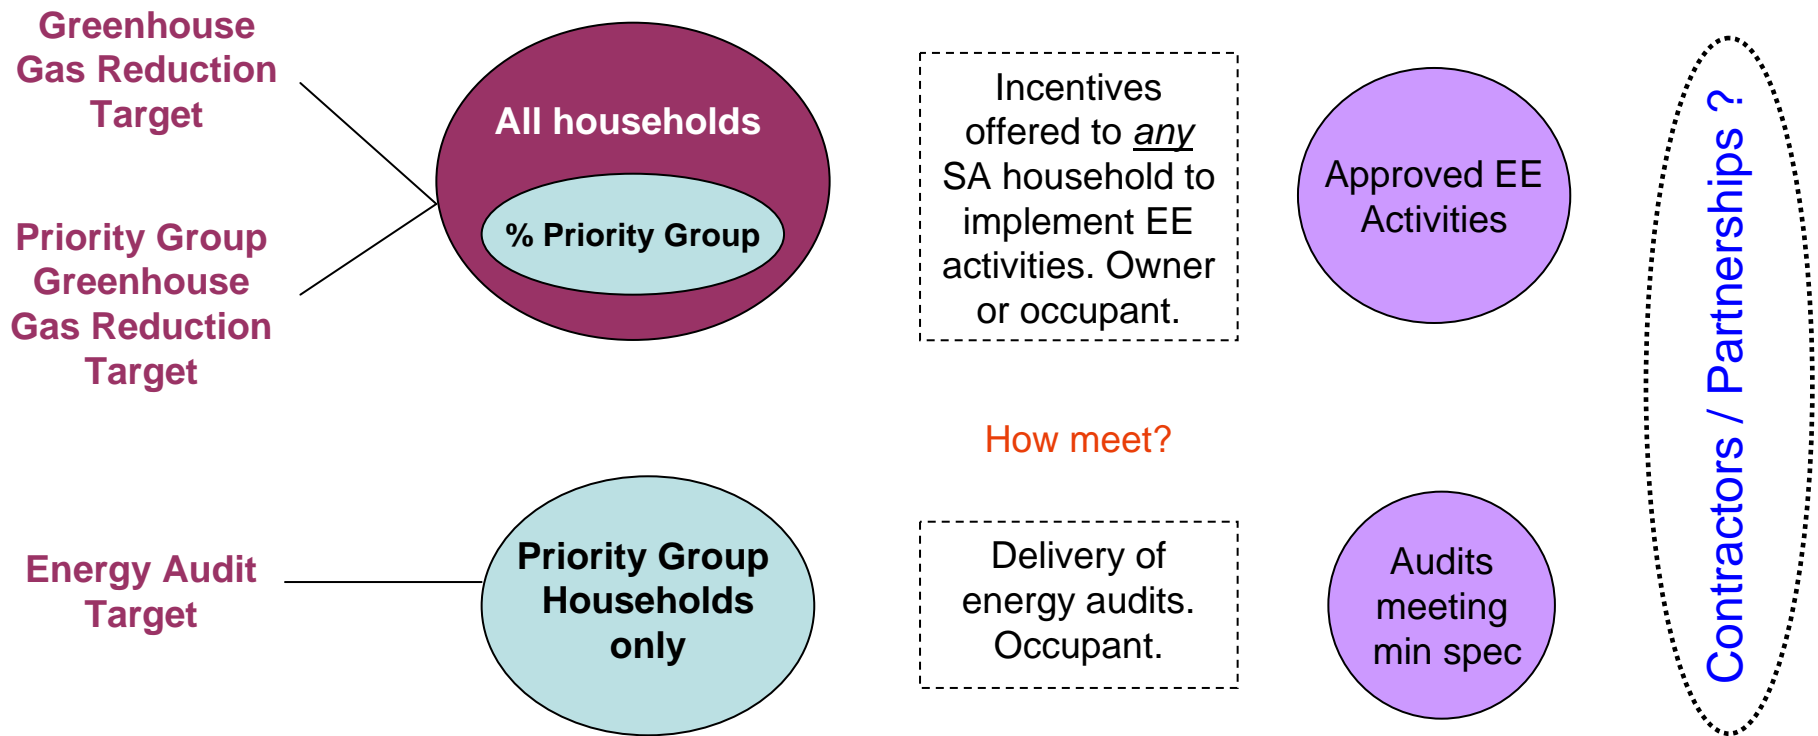 Greenhouse
Gas Reduction
Target
Priority Group
Greenhouse
Gas Reduction
Target
Energy Audit
Target
All households
% Priority Group
Priority Group
Households
only
Incentives
offered to any
SA household to
implement EE
activities. Owner
or occupant.
How meet?
Delivery of
energy audits.
Occupant.
Approved EE
Activities
Audits
meeting
min spec
Contractors / Partnerships ?